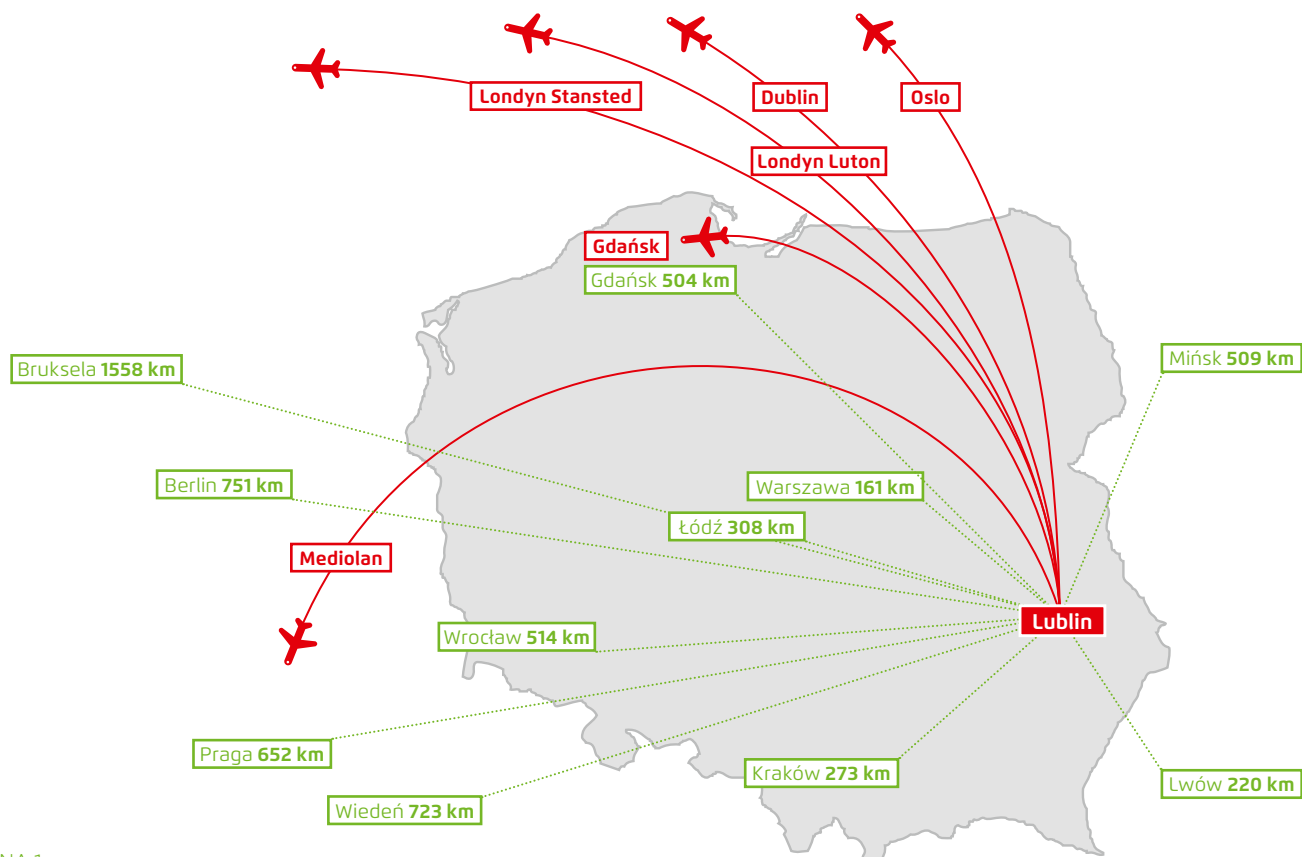 Londyn Stansted
Dublin
Oslo
Londyn Luton
Gdańsk
Gdańsk 504 km
Mińsk 509 km
Bruksela 1558 km
Berlin 751 km
Warszawa 161 km
Łódź 308 km
Mediolan
Lublin
Wrocław 514 km
Praga 652 km
Kraków 273 km
Lwów 220 km
Wiedeń 723 km